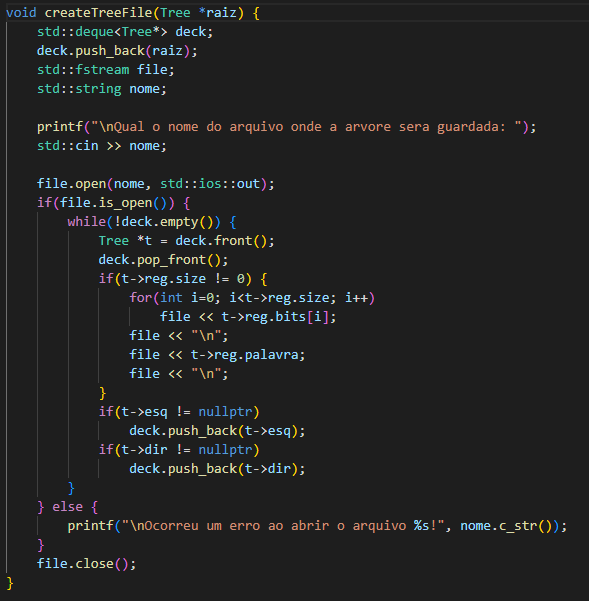 void createTreeFile(Tree *raiz) {
    std::deque<Tree*> deck;
    deck.push_back(raiz);
    std::fstream file;
    std::string nome;

    printf("\nQual o nome do arquivo onde a arvore sera guardada: ");
    std::cin >> nome;

    file.open(nome, std::ios::out);
    if(file.is_open()) {
        while(!deck.empty()) {
            Tree *t = deck.front();
            deck.pop_front();
            if(t->reg.size != 0) {
                for(int i=0; i<t->reg.size; i++)
                    file << t->reg.bits[i];
                file << "\n";
                file << t->reg.palavra;
                file << "\n";
            }
            if(t->esq != nullptr)
                deck.push_back(t->esq);
            if(t->dir != nullptr)
                deck.push_back(t->dir);
        }
    } else {
        printf("\nOcorreu um erro ao abrir o arquivo %s!", nome.c_str());
    }
    file.close();
}